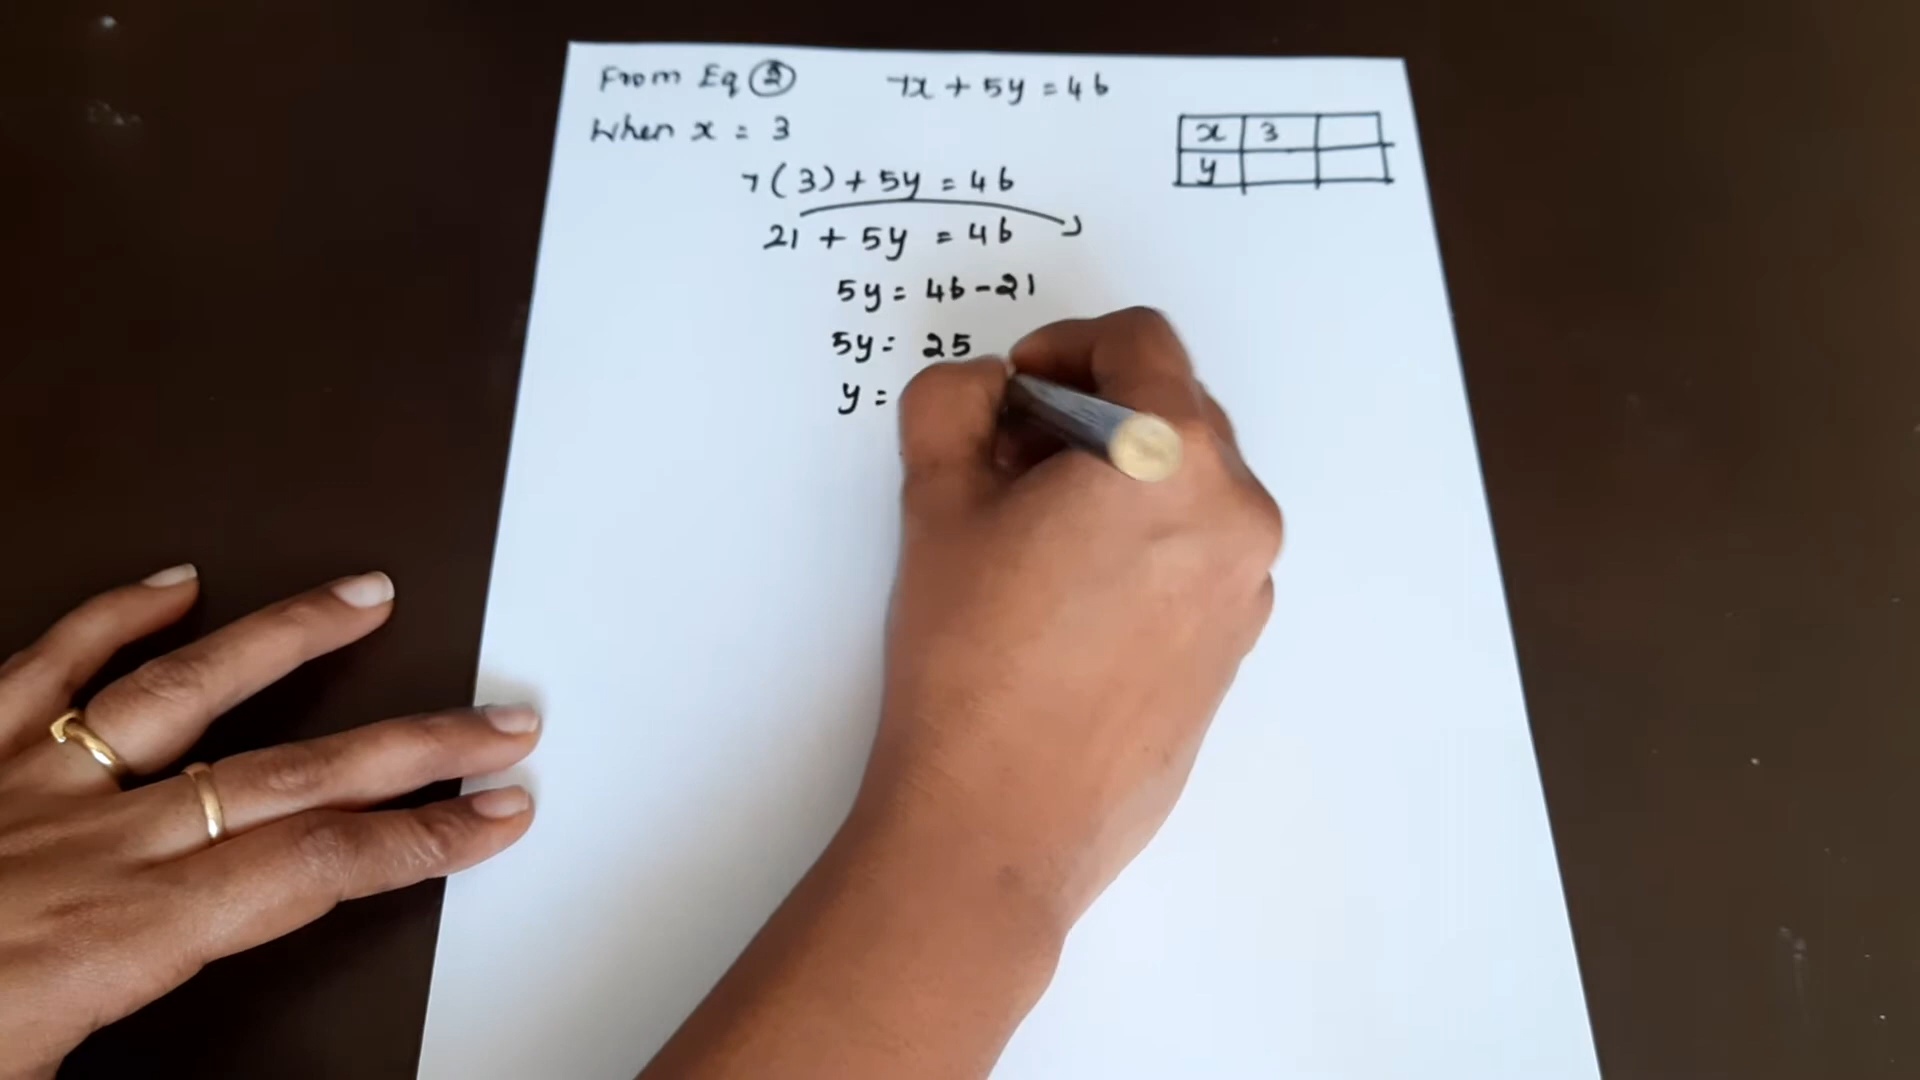 From Eq ②
7x + 5y = 46
When x = 3
x 3
y
7(3) + 5y = 46
21 + 5y = 46
5y = 46 - 21
5y = 25
y =